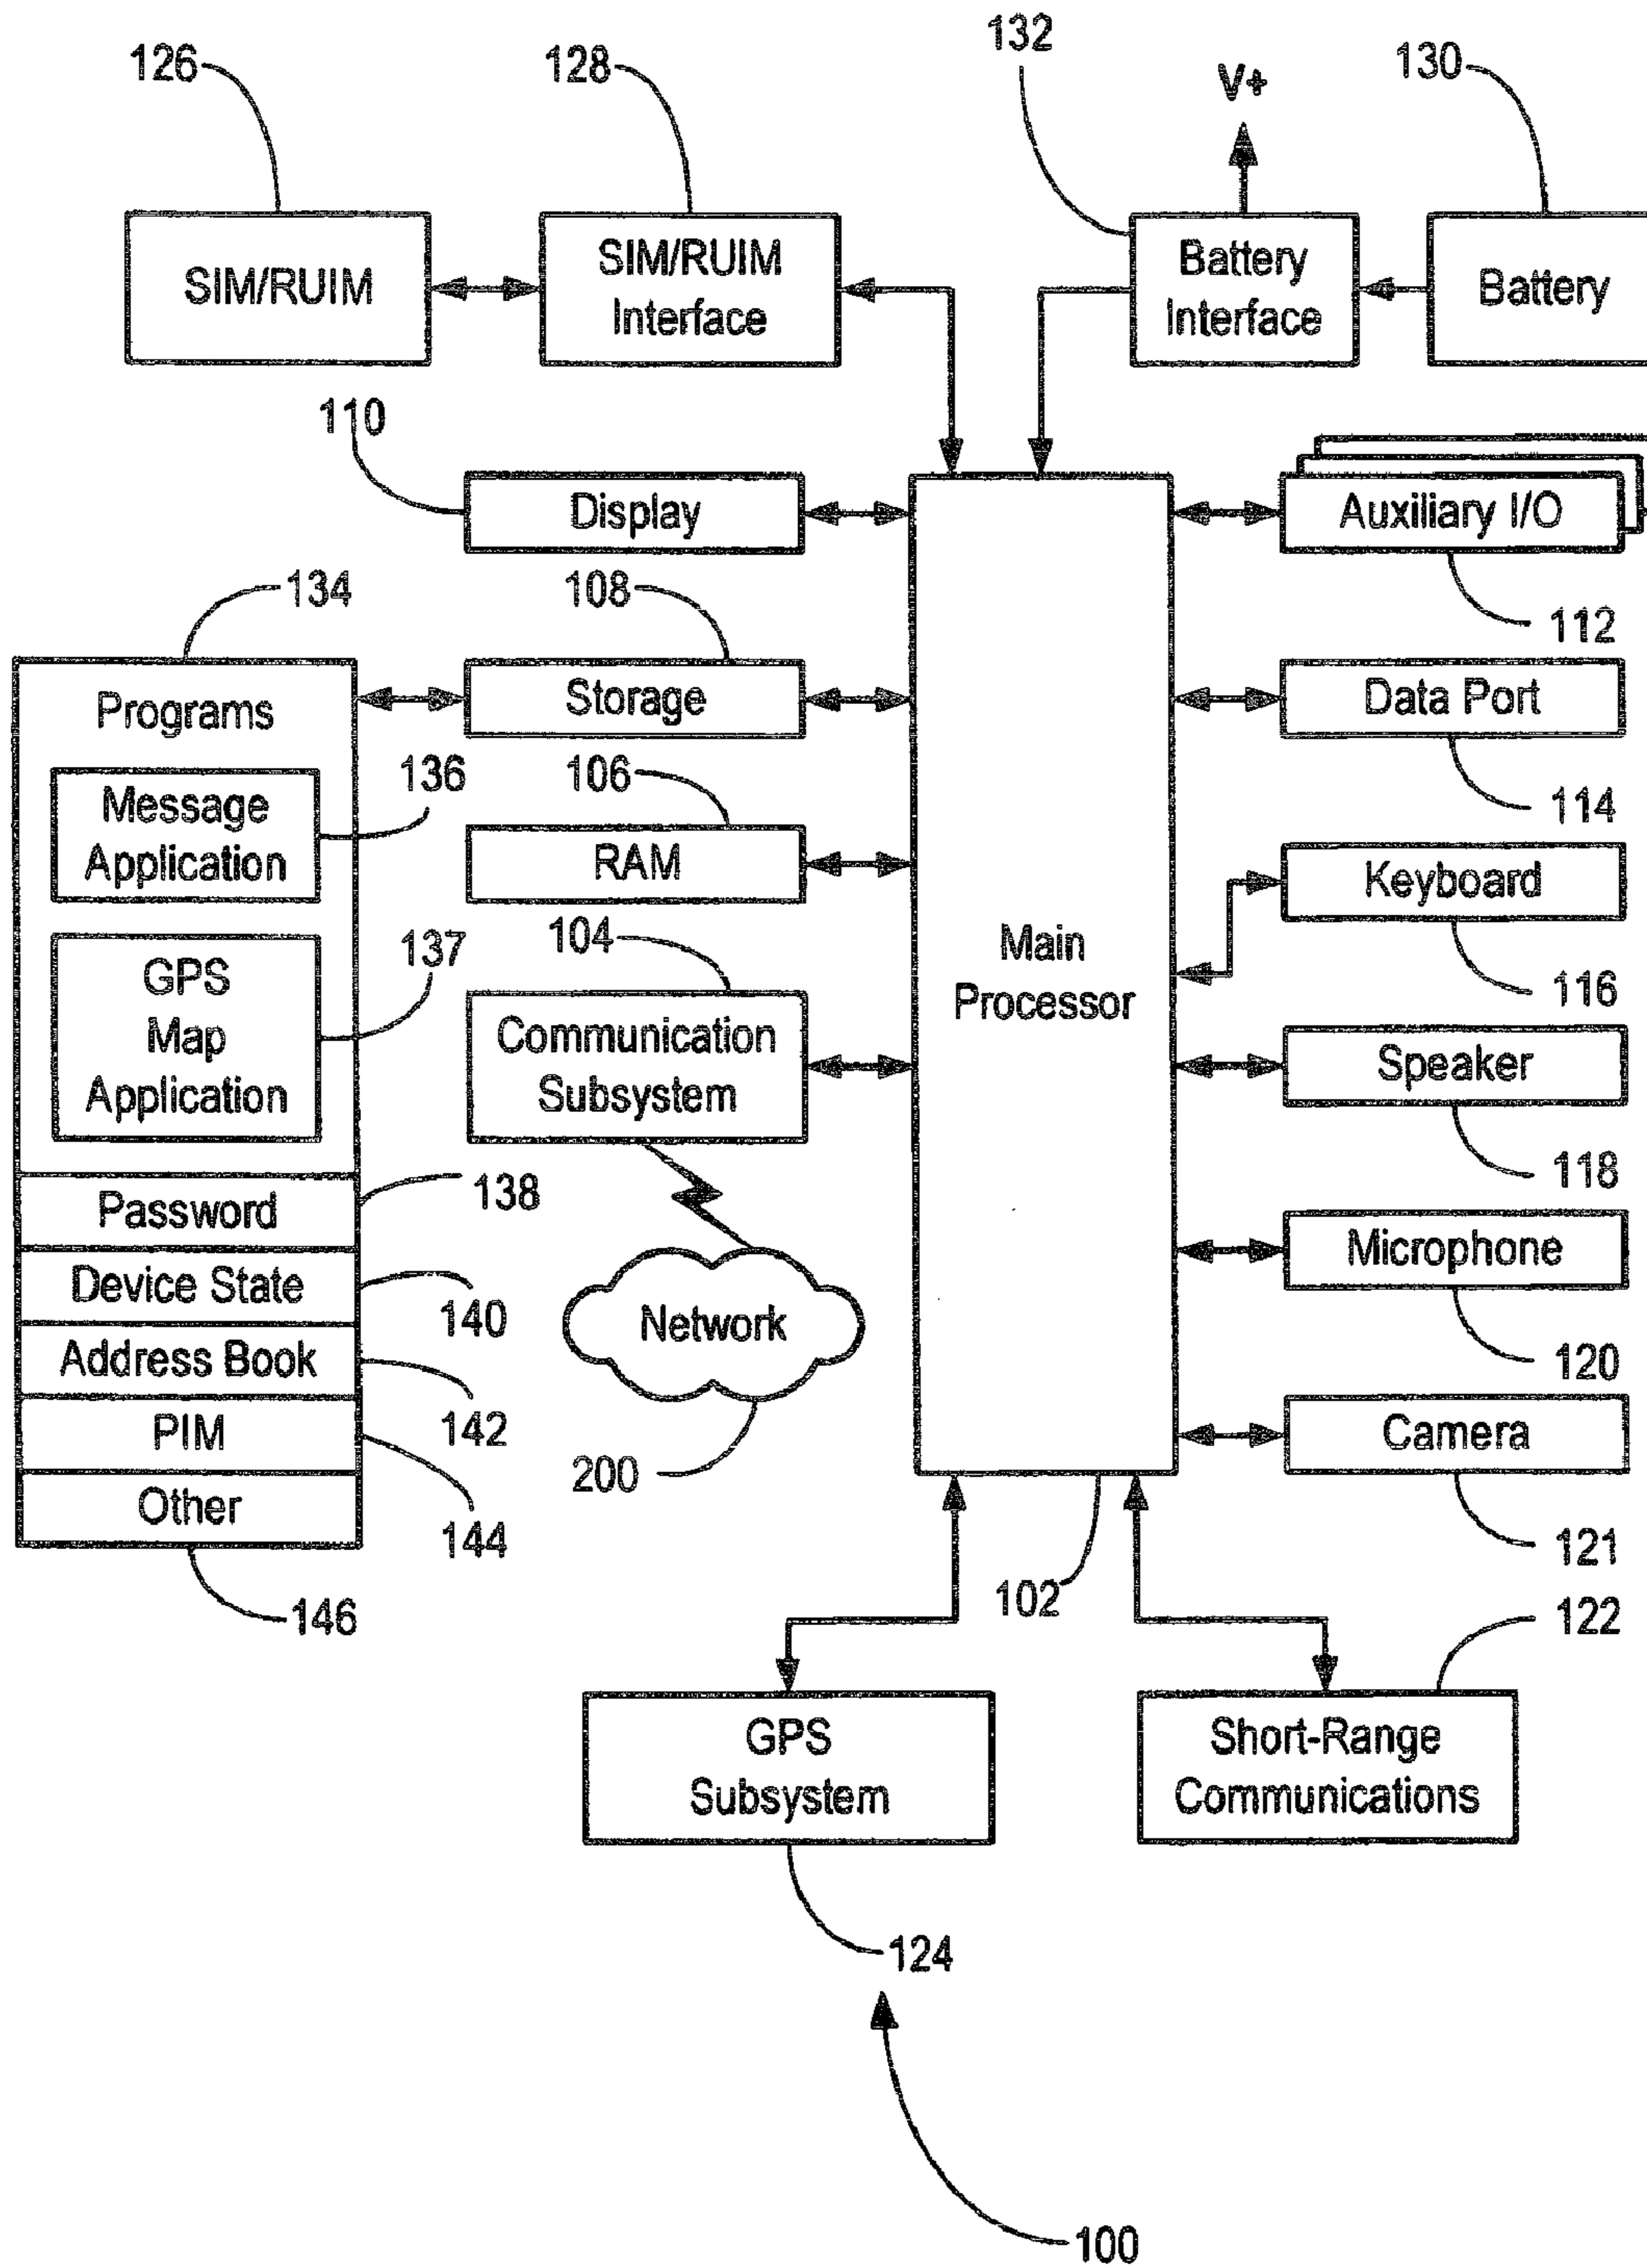 126
128
132
V+
130
SIM/RUIM
SIM/RUIM
Interface
Battery
Interface
Battery
110
Display
Auxiliary I/O
134
108
112
Programs
Storage
Data Port
136
106
114
Message
Application
RAM
Keyboard
137
104
116
GPS
Map
Application
Communication
Subsystem
Main
Processor
Speaker
118
Password
138
Microphone
Device State
140
Network
120
Address Book
142
Camera
PIM
144
200
121
Other
146
102
122
GPS
Subsystem
Short-Range
Communications
124
100